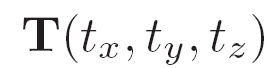 T(t_x, t_y, t_z)